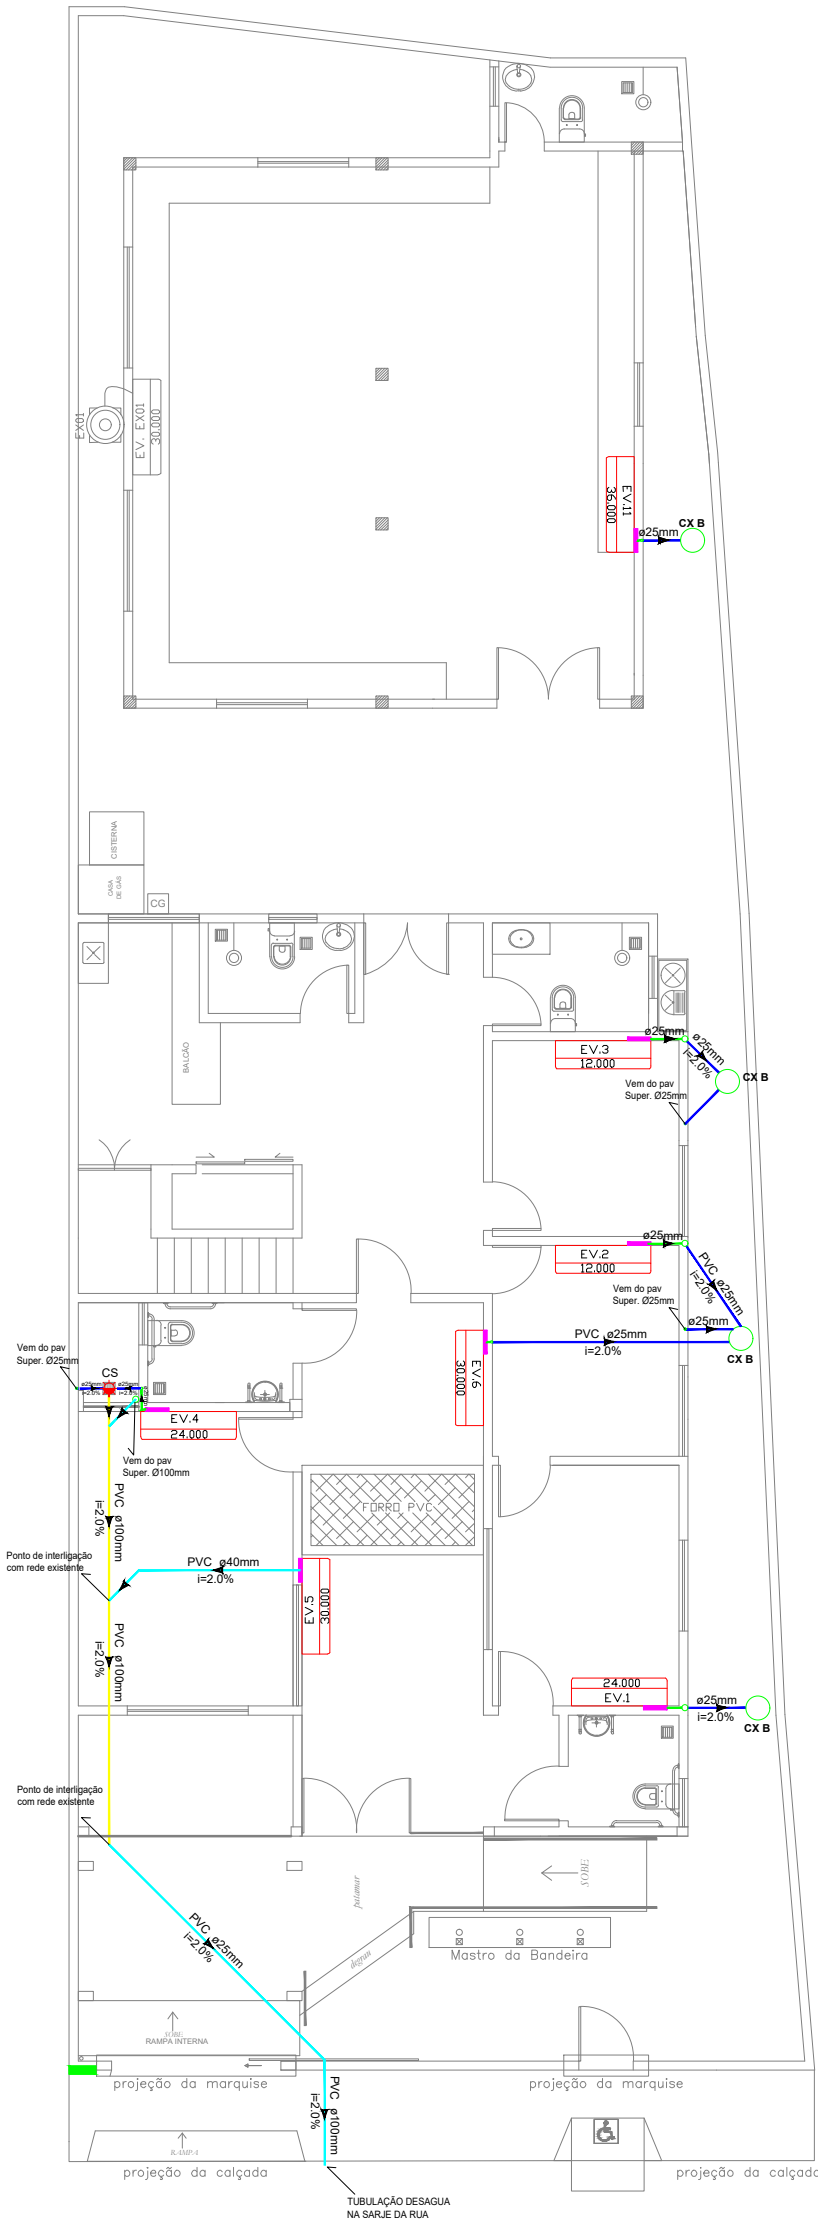 EX01
EV. EX01
30.000
EV.11
36.000
CX B
ø25mm
CISTERNA
CASA
DE GÁS
CG
BALCÃO
ø25mm
EV.3
12.000
ø25mm
i=2.0%
CX B
Vem do pav
Super. Ø25mm
ø25mm
EV.2
12.000
PVC ø25mm
i=2.0%
Vem do pav
Super. Ø25mm
ø25mm
PVC ø25mm
i=2.0%
CX B
EV.6
30.000
Vem do pav
Super. Ø25mm
CS
ø25mm
i=2.0%
ø25mm
i=2.0%
ø25mm
EV.4
24.000
Vem do pav
Super. Ø100mm
PVC ø100mm
i=2.0%
FORRO PVC
Ponto de interligação
com rede existente
PVC ø40mm
i=2.0%
EV.5
30.000
PVC ø100mm
i=2.0%
24.000
EV.1
ø25mm
i=2.0%
CX B
Ponto de interligação
com rede existente
PVC ø25mm
i=2.0%
patamar
degrau
SOBE
Mastro da Bandeira
SOBE
RAMPA INTERNA
projeção da marquise
projeção da marquise
PVC ø100mm
i=2.0%
RAMPA
projeção da calçada
projeção da calçada
TUBULAÇÃO DESAGUA
NA SARJE DA RUA